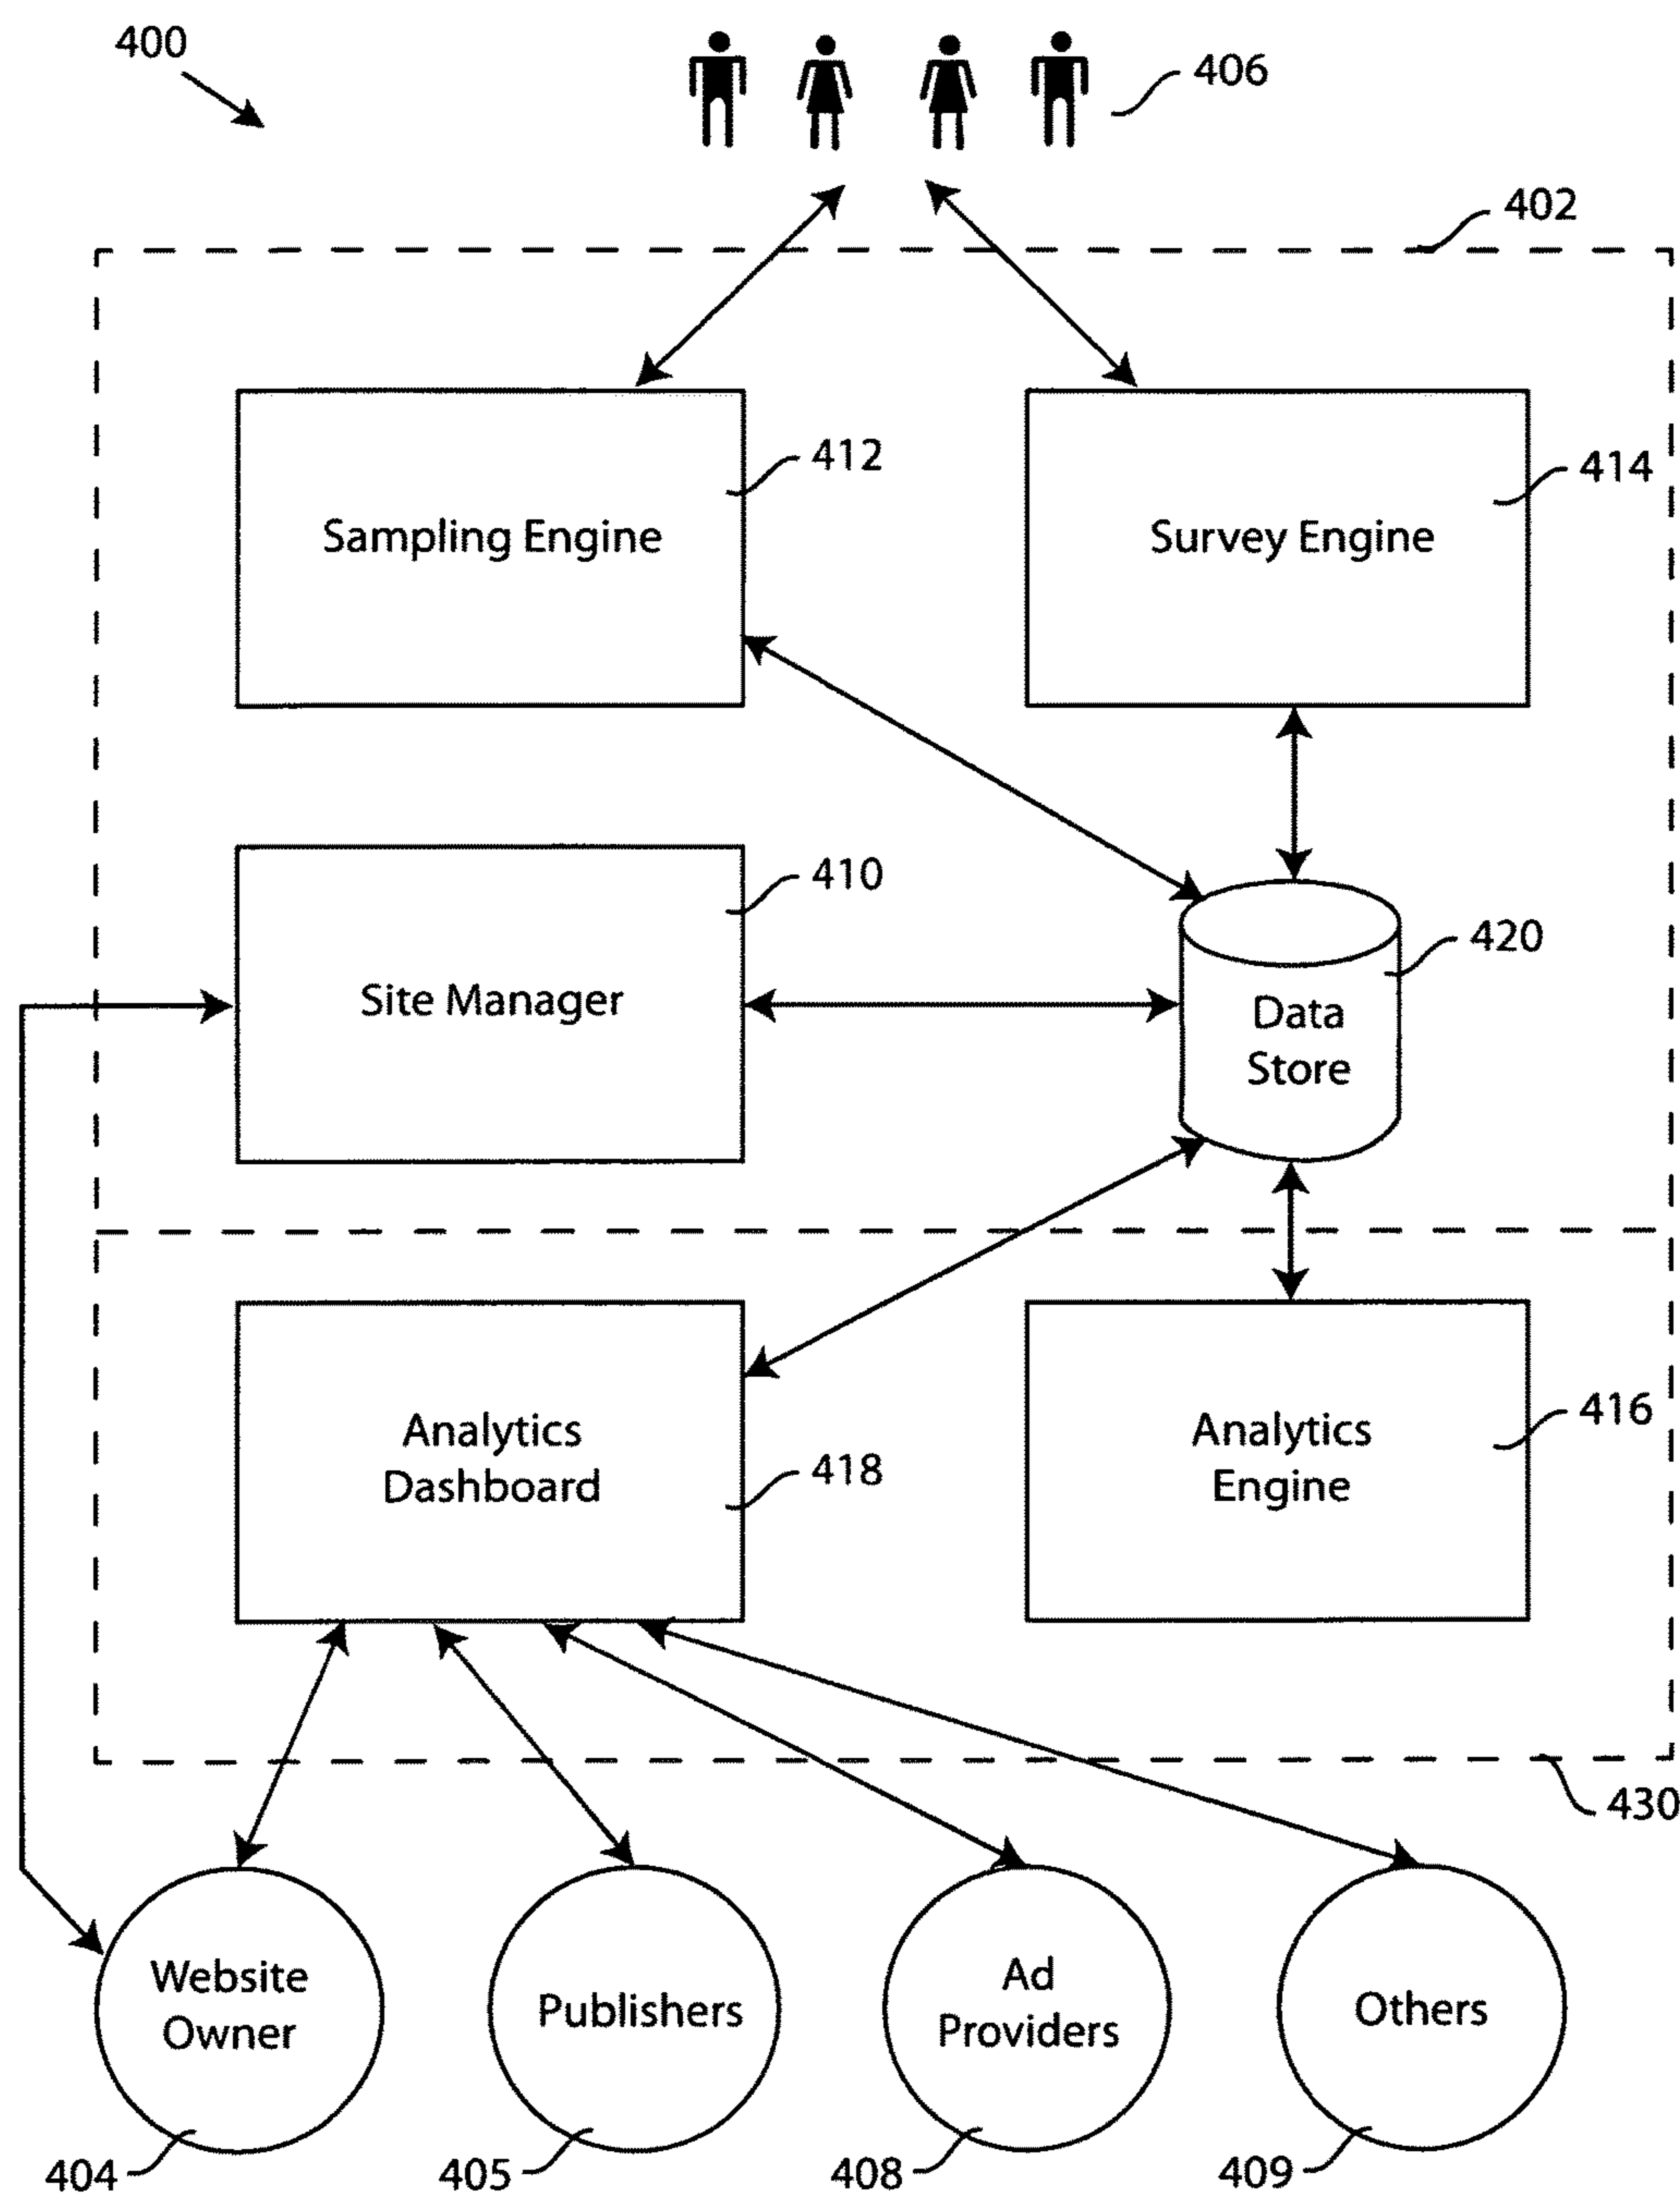 400
406
402
412
414
Sampling Engine
Survey Engine
410
420
Site Manager
Data
Store
416
Analytics
Dashboard
Analytics
Engine
418
430
Website
Owner
Publishers
Ad
Providers
Others
404
405
408
409